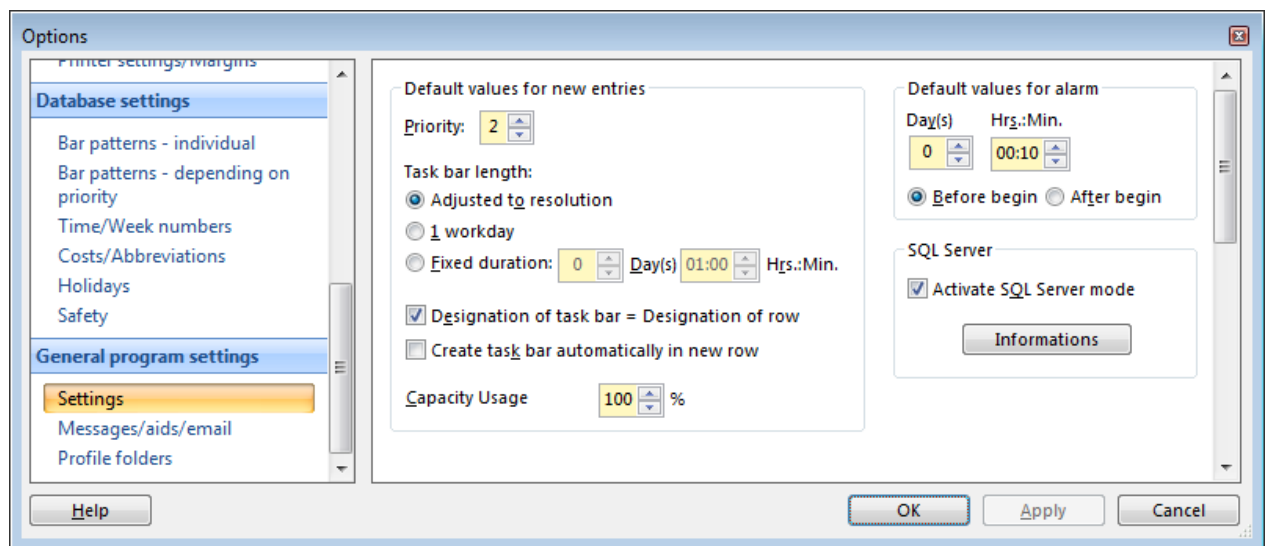 Options
Printer settings/Margins
Database settings
Bar patterns - individual
Bar patterns - depending on
priority
Time/Week numbers
Costs/Abbreviations
Holidays
Safety
General program settings
Settings
Messages/aids/email
Profile folders
Default values for new entries
Priority: 2
Task bar length:
Adjusted to resolution
1 workday
Fixed duration: 0 Day(s) 01:00 Hrs.:Min.
Designation of task bar = Designation of row
Create task bar automatically in new row
Capacity Usage 100 %
Default values for alarm
Day(s) Hrs.:Min.
0 00:10
Before begin After begin
SQL Server
Activate SQL Server mode
Informations
Help OK Apply Cancel